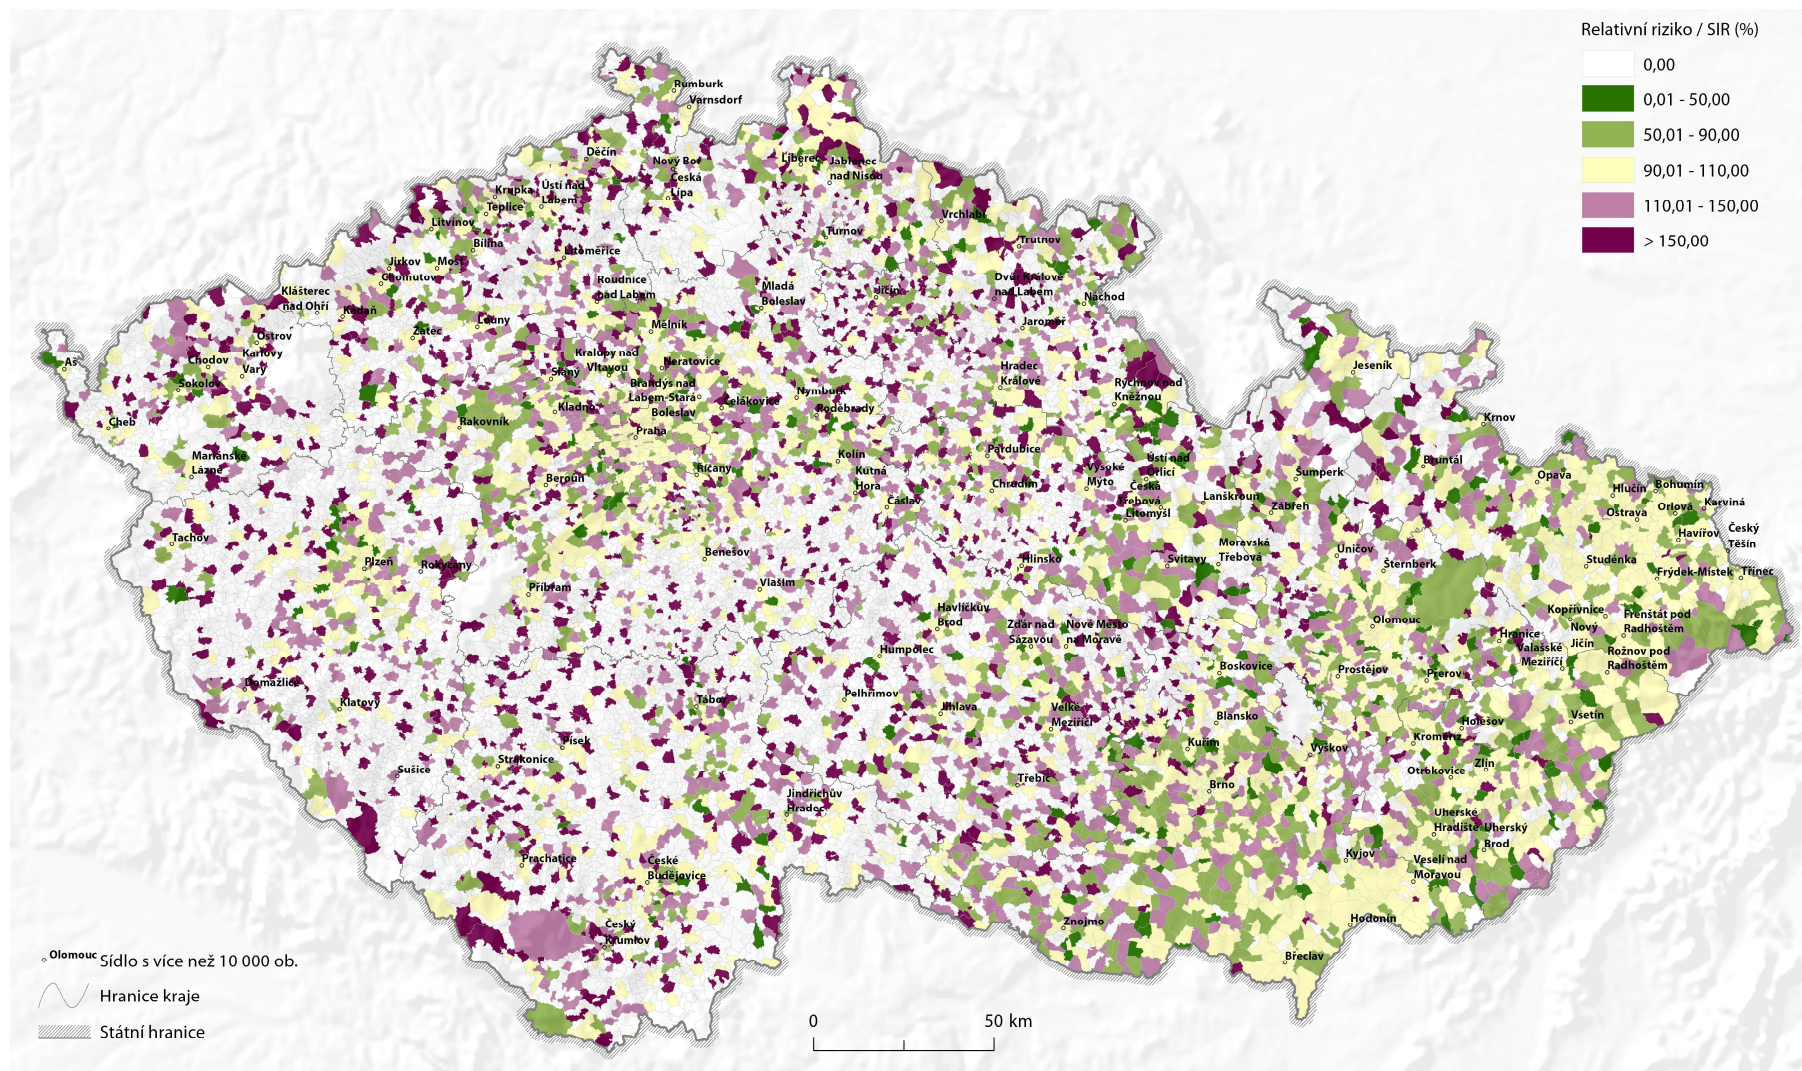 Relativní riziko / SIR (%)
0,00
0,01 - 50,00
50,01 - 90,00
90,01 - 110,00
110,01 - 150,00
> 150,00
Rumburk
Varnsdorf
Děčín
Nový Bor
Liberec
Jablonec
nad Nisou
Česká
Lípa
Krupka
Ústí nad
Labem
Teplice
Litvínov
Vrchlabí
Bílina
Turnov
Trutnov
Litoměřice
Jirkov
Most
Chomutov
Roudnice
nad Labem
Dvůr Králové
nad Labem
Klášterec
nad Ohří
Mladá
Boleslav
Jičín
Náchod
Kadaň
Louny
Mělník
Jaroměř
Žatec
Ostrov
Karlovy
Vary
Chodov
Aš
Sokolov
Kralupy nad
Vltavou
Neratovice
Slaný
Hradec
Králové
Jeseník
Brandýs nad
Labem-Stará
Boleslav
Čelákovice
Nymburk
Rychnov nad
Kněžnou
Kladno
Poděbrady
Cheb
Rakovník
Praha
Krnov
Mariánské
Lázně
Říčany
Kolín
Pardubice
Ústí nad
Orlicí
Bruntál
Beroun
Kutná
Hora
Chrudim
Vysoké
Mýto
Česká
Třebová
Šumperk
Opava
Hlučín
Bohumín
Čáslav
Litomyšl
Lanškroun
Zábřeh
Orlová
Karviná
Ostrava
Havířov
Český
Těšín
Tachov
Plzeň
Rokycany
Benešov
Hlinsko
Svitavy
Moravská
Třebová
Uničov
Šternberk
Studénka
Frýdek-Místek
Třinec
Příbram
Vlašim
Havlíčkův
Brod
Žďár nad
Sázavou
Nové Město
na Moravě
Olomouc
Kopřivnice
Frenštát pod
Radhoštěm
Nový
Jičín
Hranice
Valašské
Meziříčí
Rožnov pod
Radhoštěm
Humpolec
Boskovice
Prostějov
Přerov
Domažlice
Klatovy
Tábor
Pelhřimov
Jihlava
Velké
Meziříčí
Blansko
Holešov
Vsetín
Kroměříž
Písek
Strakonice
Kuřim
Vyškov
Zlín
Otrokovice
Sušice
Třebíč
Brno
Jindřichův
Hradec
Uherské
Hradiště
Uherský
Brod
Prachatice
České
Budějovice
Kyjov
Veselí nad
Moravou
Český
Krumlov
Znojmo
Hodonín
Břeclav
Olomouc
Sídlo s více než 10 000 ob.
Hranice kraje
Státní hranice
0
50 km